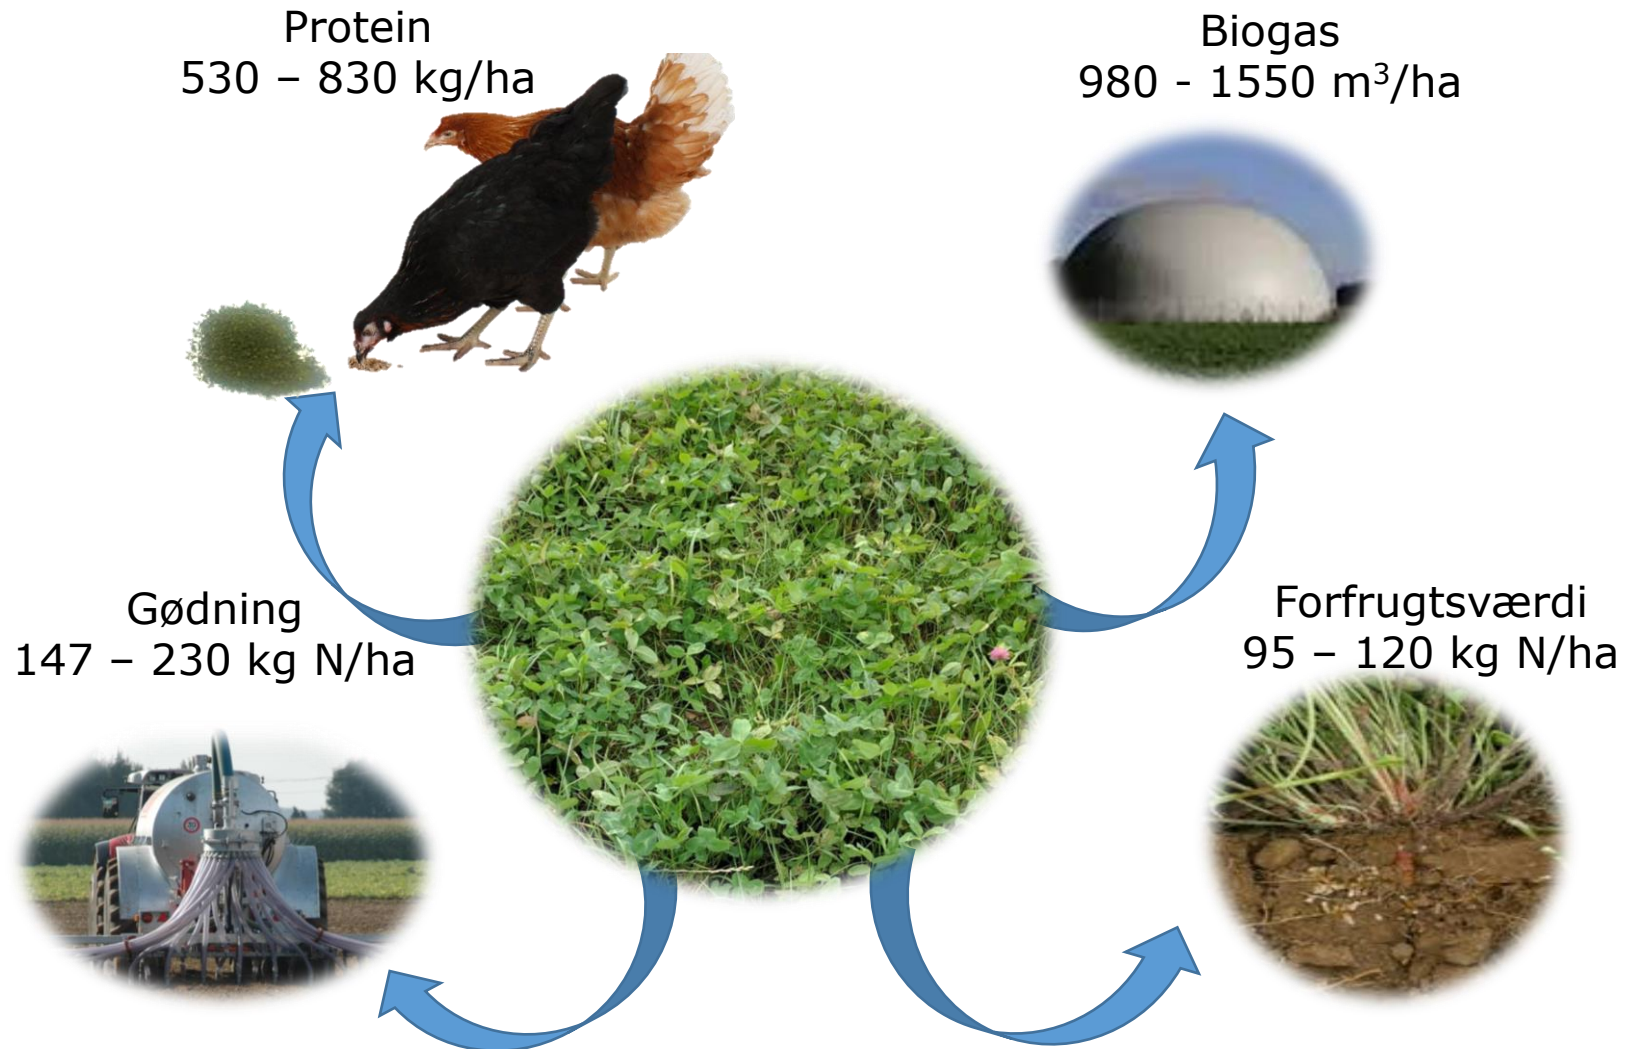 Protein
530 – 830 kg/ha
Biogas
980 - 1550 m³/ha
Gødning
147 – 230 kg N/ha
Forfrugtsværdi
95 – 120 kg N/ha